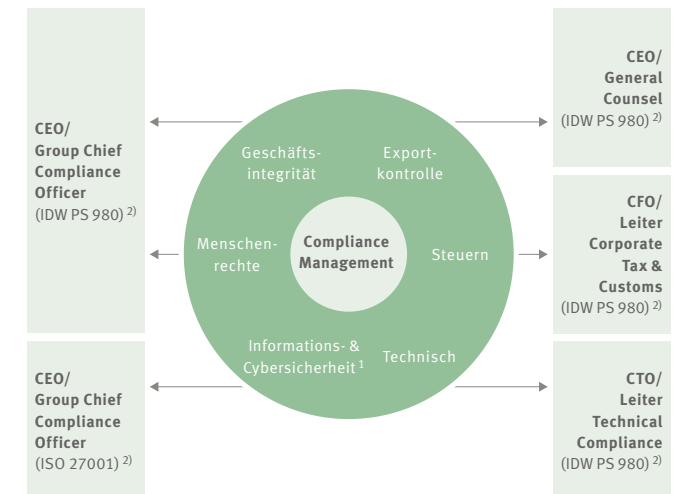 CEO/
Group Chief
Compliance
Officer
(IDW PS 980) 2)
CEO/
Group Chief
Compliance
Officer
(ISO 27001) 2)
Geschäfts-
integrität
Export-
kontrolle
Menschen-
rechte
Compliance
Management
Steuern
Informations- &
Cybersicherheit 1
Technisch
CEO/
General
Counsel
(IDW PS 980) 2)
CFO/
Leiter
Corporate
Tax &
Customs
(IDW PS 980) 2)
CTO/
Leiter
Technical
Compliance
(IDW PS 980) 2)